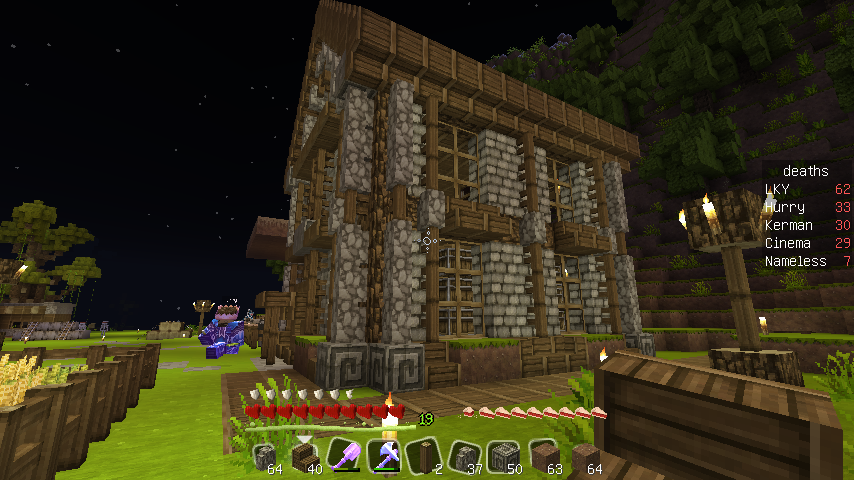 deaths
LKY 62
Hurry 33
Kerman 30
Cinema 29
Nameless 7
19
64 40 2 37 50 63 64